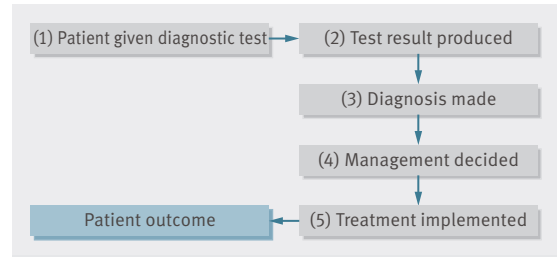 (1) Patient given diagnostic test
(2) Test result produced
(3) Diagnosis made
(4) Management decided
(5) Treatment implemented
Patient outcome